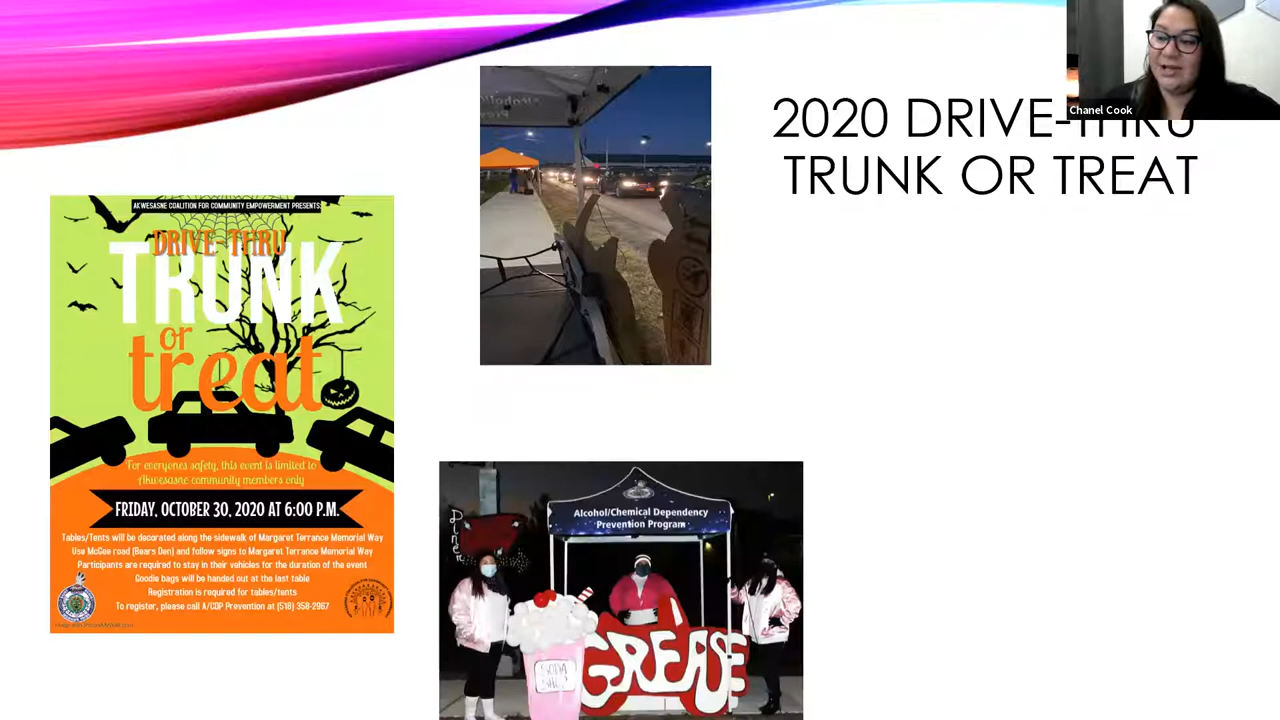 2020 DRIVE-THRU
TRUNK OR TREAT
Chanel Cook
AKWESASNE COALITION FOR COMMUNITY EMPOWERMENT PRESENTS:
DRIVE-THRU
TRUNK
or
treat
*For everyones safety, this event is limited to
Akwesasne community members only
FRIDAY, OCTOBER 30, 2020 AT 6:00 P.M.
Tables/Tents will be decorated along the sidewalk of Margaret Terrance Memorial Way
Use McGee road (Bears Den) and follow signs to Margaret Terrance Memorial Way
Participants are required to stay in their vehicles for the duration of the event
Goodie bags will be handed out at the last table
Registration is required for tables/tents
To register, please call A/CDP Prevention at (518) 358-2967
Alcohol/Chemical Dependency
Prevention Program
Diner
GREASE
SODA